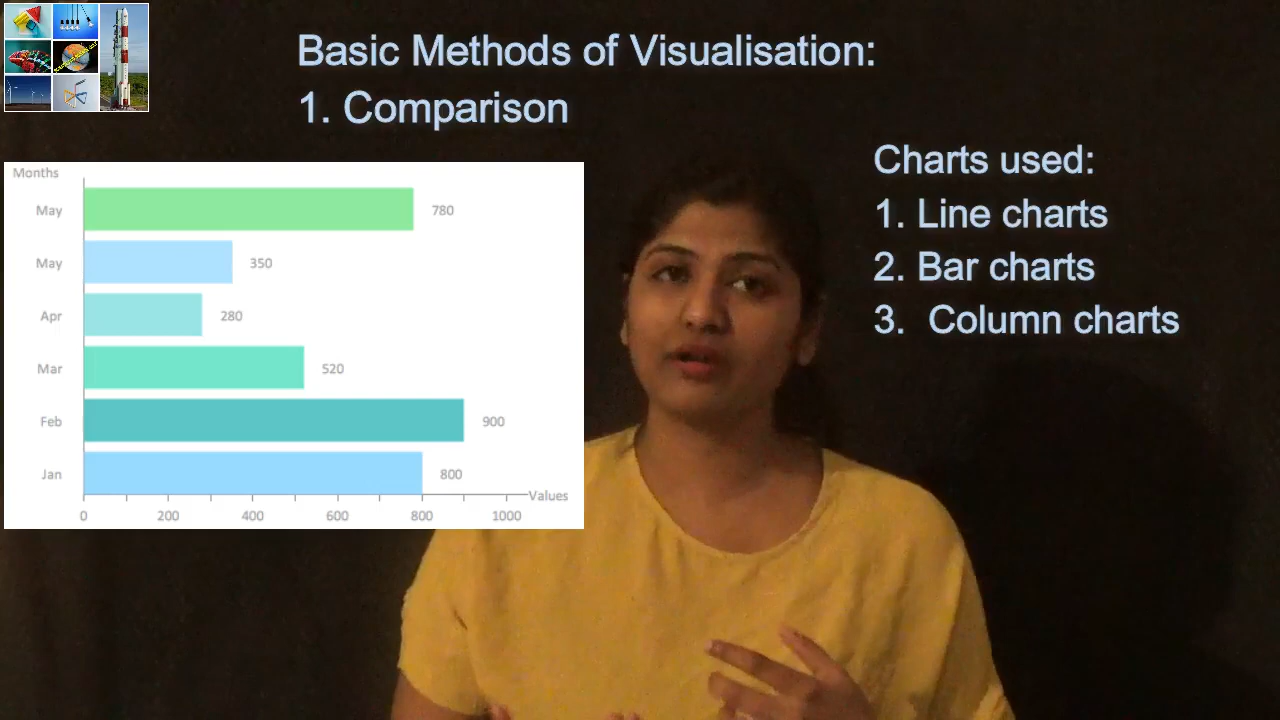 Basic Methods of Visualisation:
1. Comparison
Charts used:
1. Line charts
2. Bar charts
3. Column charts
Months
May 780
May 350
Apr 280
Mar 520
Feb 900
Jan 800
Values
0 200 400 600 800 1000